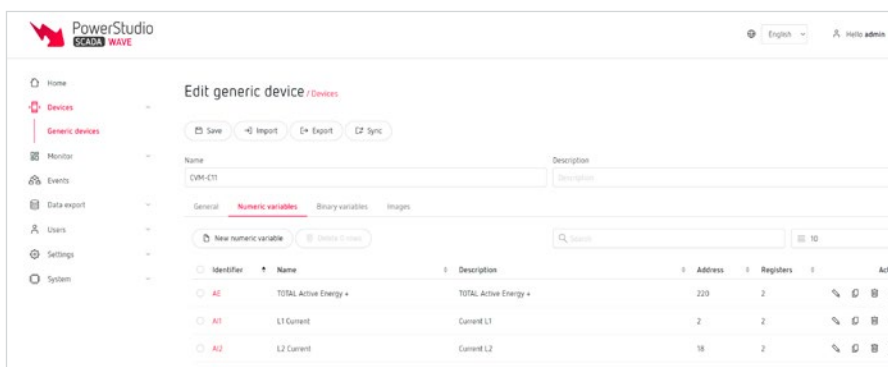 PowerStudio
SCADA WAVE
English
Hello admin
Home
Devices
Generic devices
Monitor
Events
Data export
Users
Settings
System
Edit generic device / Devices
Save Import Export Sync
Name Description
CVM-E11 Description
General Numeric variables Binary variables Images
New numeric variable Delete 0 rows Search 10
Identifier Name Description Address Registers Act
AE TOTAL Active Energy + TOTAL Active Energy + 220 2
AI1 L1 Current Current L1 2 2
AI2 L2 Current Current L2 18 2